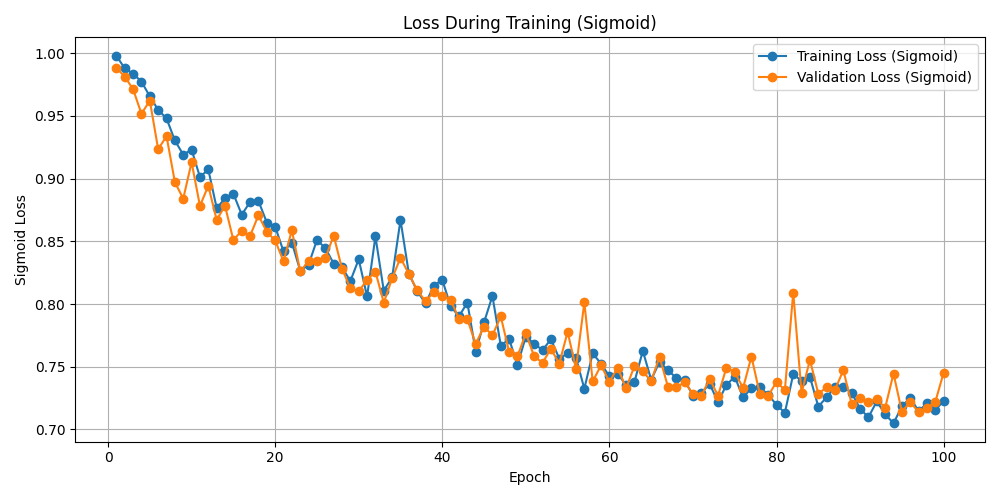 Loss During Training (Sigmoid)
Training Loss (Sigmoid)
Validation Loss (Sigmoid)
Sigmoid Loss
1.00
0.95
0.90
0.85
0.80
0.75
0.70
0 20 40 60 80 100
Epoch